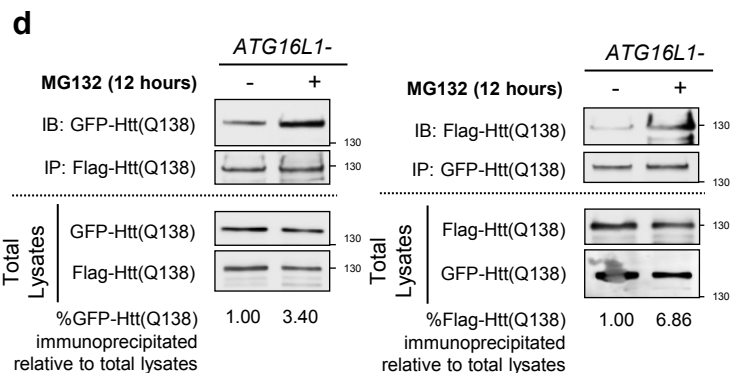 d
ATG16L1-
MG132 (12 hours) - +
IB: GFP-Htt(Q138)
130
IP: Flag-Htt(Q138)
130
Total Lysates
GFP-Htt(Q138)
130
Flag-Htt(Q138)
130
%GFP-Htt(Q138) 1.00 3.40
immunoprecipitated
relative to total lysates
ATG16L1-
MG132 (12 hours) - +
IB: Flag-Htt(Q138)
130
IP: GFP-Htt(Q138)
130
Total Lysates
Flag-Htt(Q138)
130
GFP-Htt(Q138)
130
%Flag-Htt(Q138) 1.00 6.86
immunoprecipitated
relative to total lysates